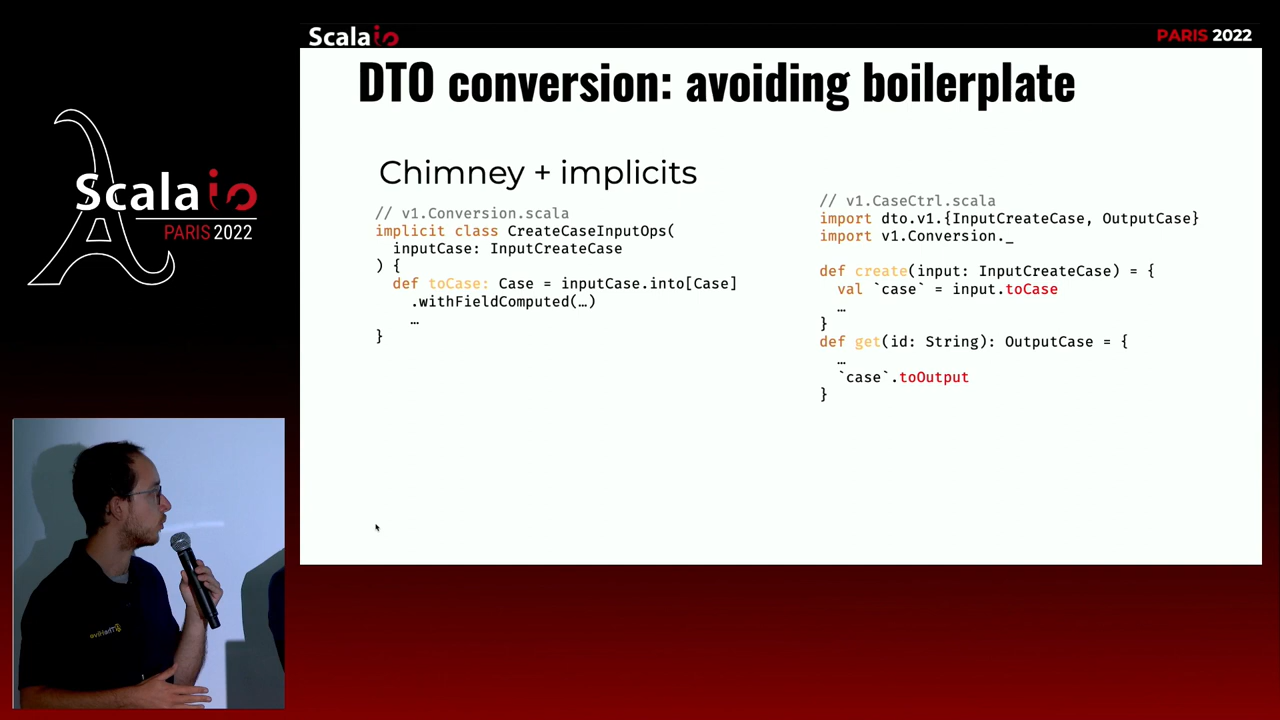 Scalaio
PARIS 2022
DTO conversion: avoiding boilerplate
Scalaio
PARIS 2022
Chimney + implicits
// v1.Conversion.scala
implicit class CreateCaseInputOps(
  inputCase: InputCreateCase
) {
  def toCase: Case = inputCase.into[Case]
    .withFieldComputed(…)
    …
}
// v1.CaseCtrl.scala
import dto.v1.{InputCreateCase, OutputCase}
import v1.Conversion._
def create(input: InputCreateCase) = {
  val `case` = input.toCase
  …
}
def get(id: String): OutputCase = {
  …
  `case`.toOutput
}
TheHive